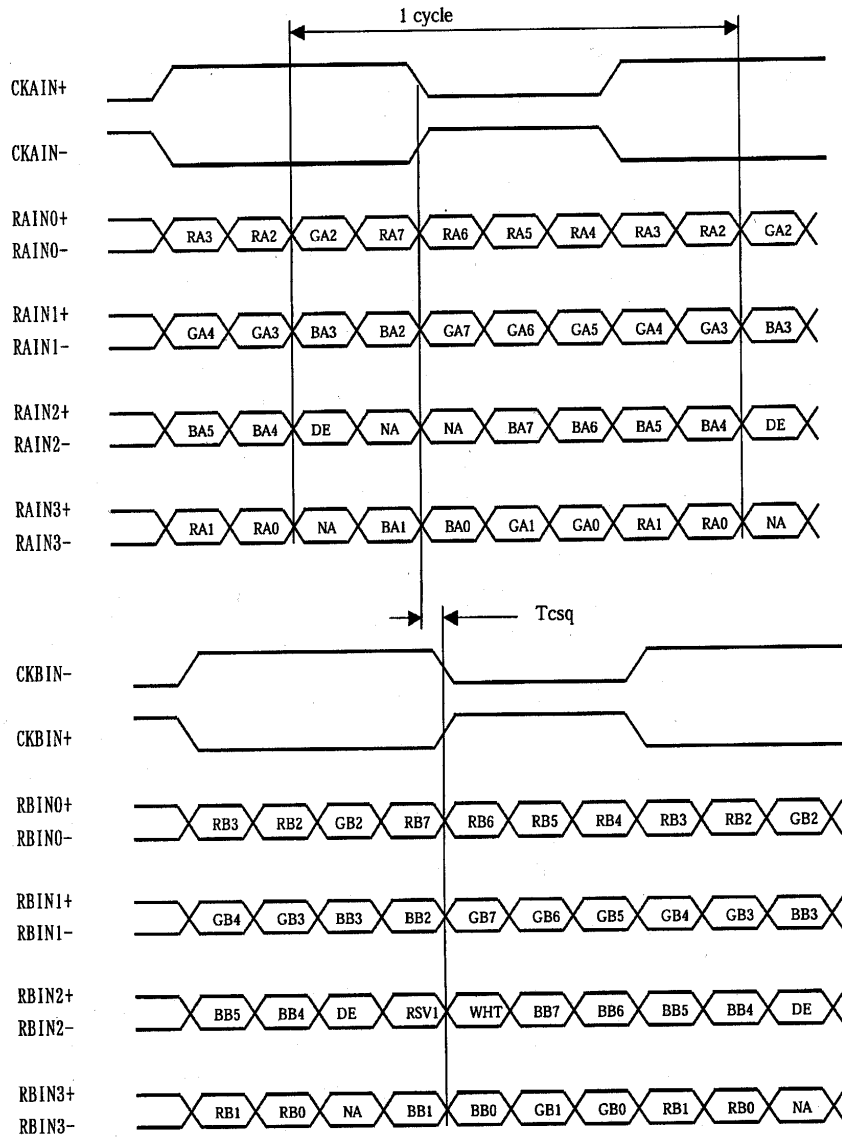 1 cycle
CKAIN+
CKAIN-
RAIN0+
RA3 RA2 GA2 RA7 RA6 RA5 RA4 RA3 RA2 GA2
RAIN0-
RAIN1+
GA4 GA3 BA3 BA2 GA7 GA6 GA5 GA4 GA3 BA3
RAIN1-
RAIN2+
BA5 BA4 DE NA NA BA7 BA6 BA5 BA4 DE
RAIN2-
RAIN3+
RA1 RA0 NA BA1 BA0 GA1 GA0 RA1 RA0 NA
RAIN3-
Tcsq
CKBIN-
CKBIN+
RBIN0+
RB3 RB2 GB2 RB7 RB6 RB5 RB4 RB3 RB2 GB2
RBIN0-
RBIN1+
GB4 GB3 BB3 BB2 GB7 GB6 GB5 GB4 GB3 BB3
RBIN1-
RBIN2+
BB5 BB4 DE RSV1 WHT BB7 BB6 BB5 BB4 DE
RBIN2-
RBIN3+
RB1 RB0 NA BB1 BB0 GB1 GB0 RB1 RB0 NA
RBIN3-